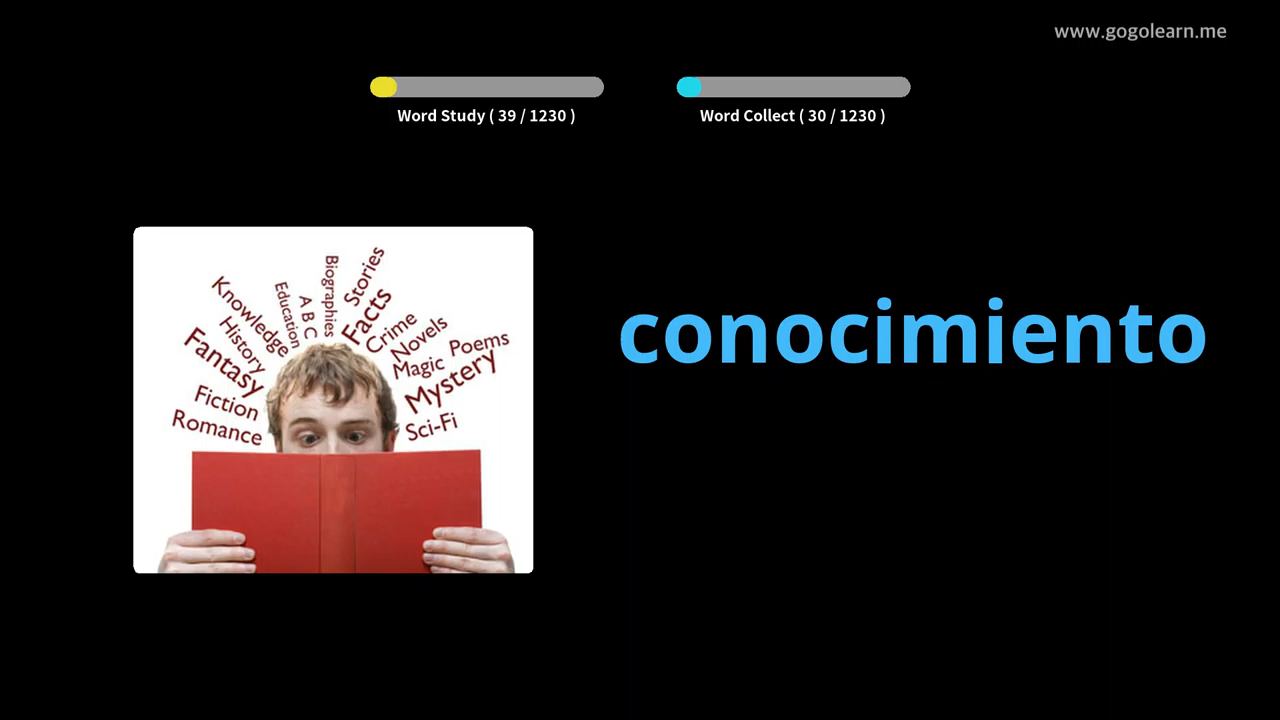 www.gogolearn.me
Word Study ( 39 / 1230 )
Word Collect ( 30 / 1230 )
conocimiento
Knowledge
Education
A B C
Biographies
Stories
Facts
Crime
Novels
Poems
Magic
Mystery
Sci-Fi
History
Fantasy
Fiction
Romance